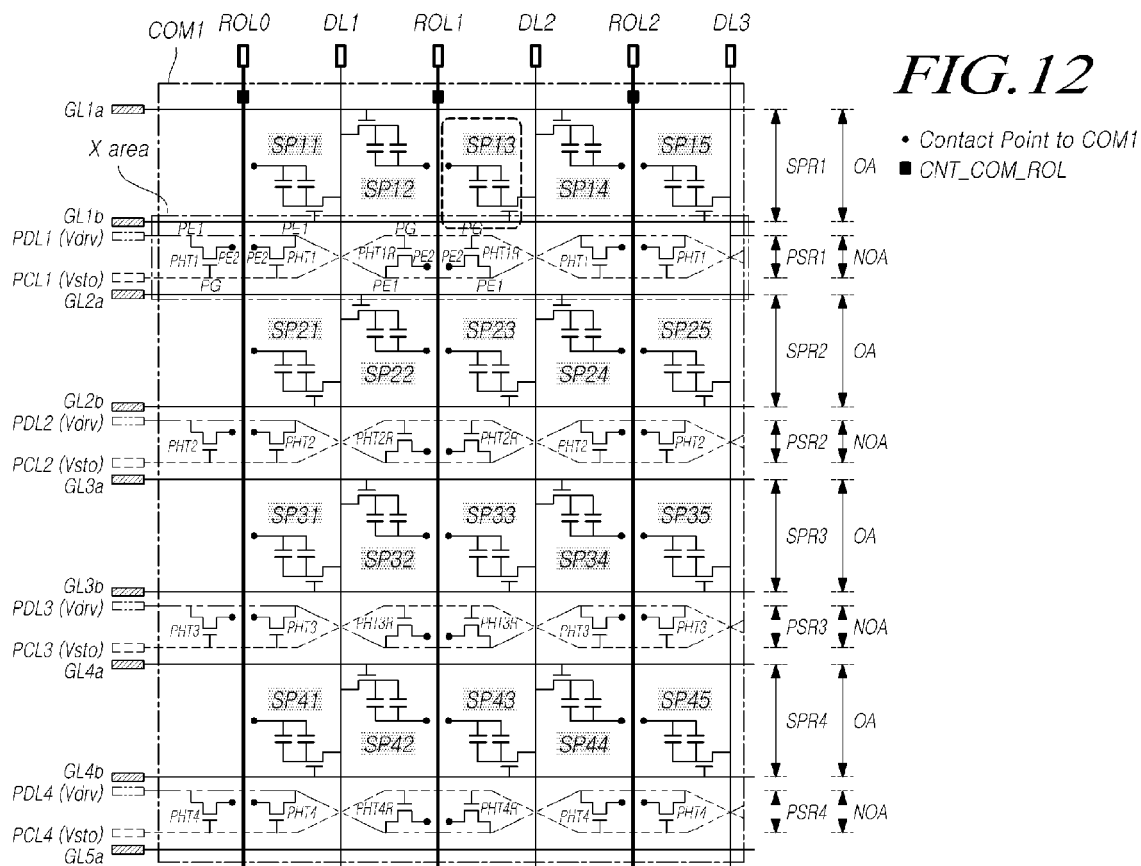 COM1 ROL0 DL1 ROL1 DL2 ROL2 DL3
FIG.12
• Contact Point to COM1
■ CNT_COM_ROL
GL1a
X area
SP11 SP12 SP13 SP14 SP15 SPR1 OA
GL1b
PDL1 (Vdrv) PE1 PE1 PG PG
PHT1 PE2 PE2 PHT1 PHT1R PE2 PE2 PHT1R PHT1 PHT1 PSR1 NOA
PCL1 (Vsto) PG PE1 PE1
GL2a
SP21 SP22 SP23 SP24 SP25 SPR2 OA
GL2b
PDL2 (Vdrv)
PHT2 PHT2 PHT2R PHT2R PHT2 PHT2 PSR2 NOA
PCL2 (Vsto)
GL3a
SP31 SP32 SP33 SP34 SP35 SPR3 OA
GL3b
PDL3 (Vdrv)
PHT3 PHT3 PHT3R PHT3R PHT3 PHT3 PSR3 NOA
PCL3 (Vsto)
GL4a
SP41 SP42 SP43 SP44 SP45 SPR4 OA
GL4b
PDL4 (Vdrv)
PHT4 PHT4 PHT4R PHT4R PHT4 PHT4 PSR4 NOA
PCL4 (Vsto)
GL5a